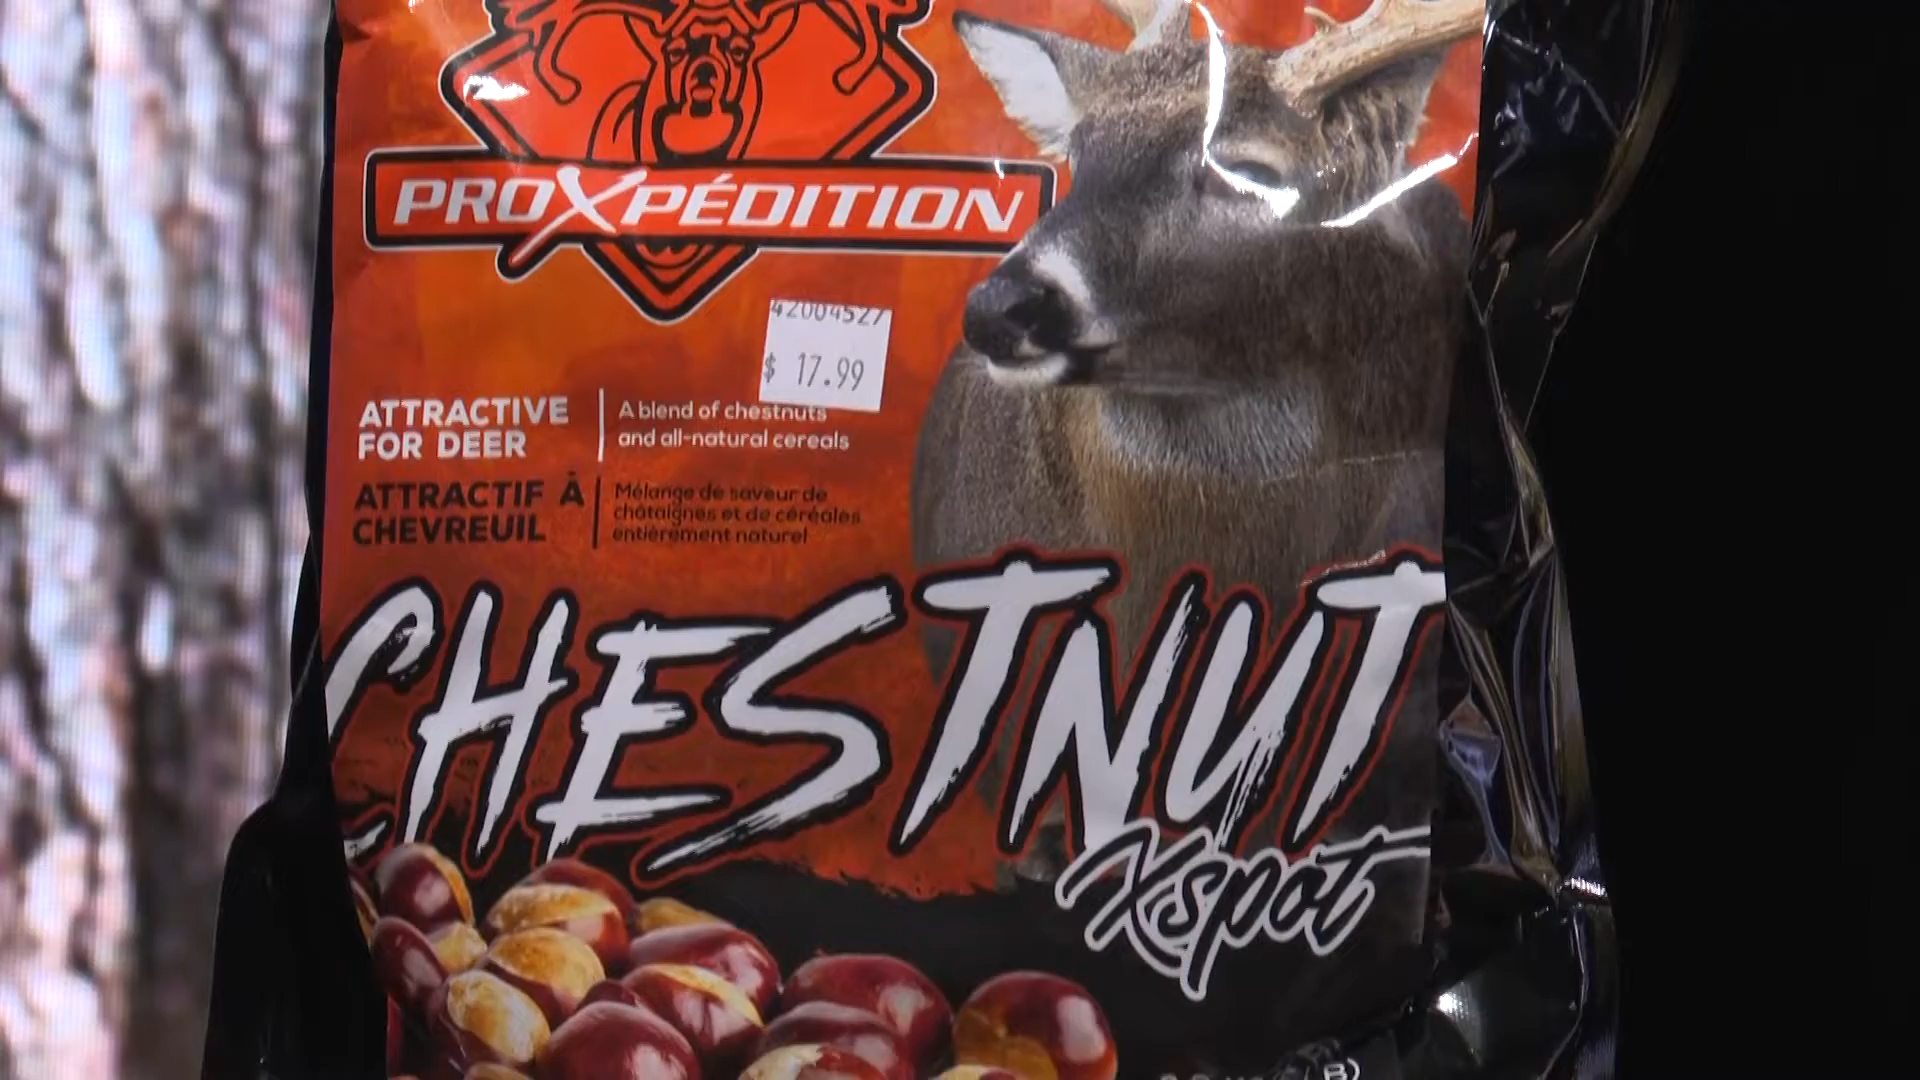 PROXPÉDITION
42004527
$ 17.99
ATTRACTIVE
FOR DEER
A blend of chestnuts
and all-natural cereals
ATTRACTIF À
CHEVREUIL
Mélange de saveur de
châtaignes et de céréales
entièrement naturel
CHESTNUT
Xspot